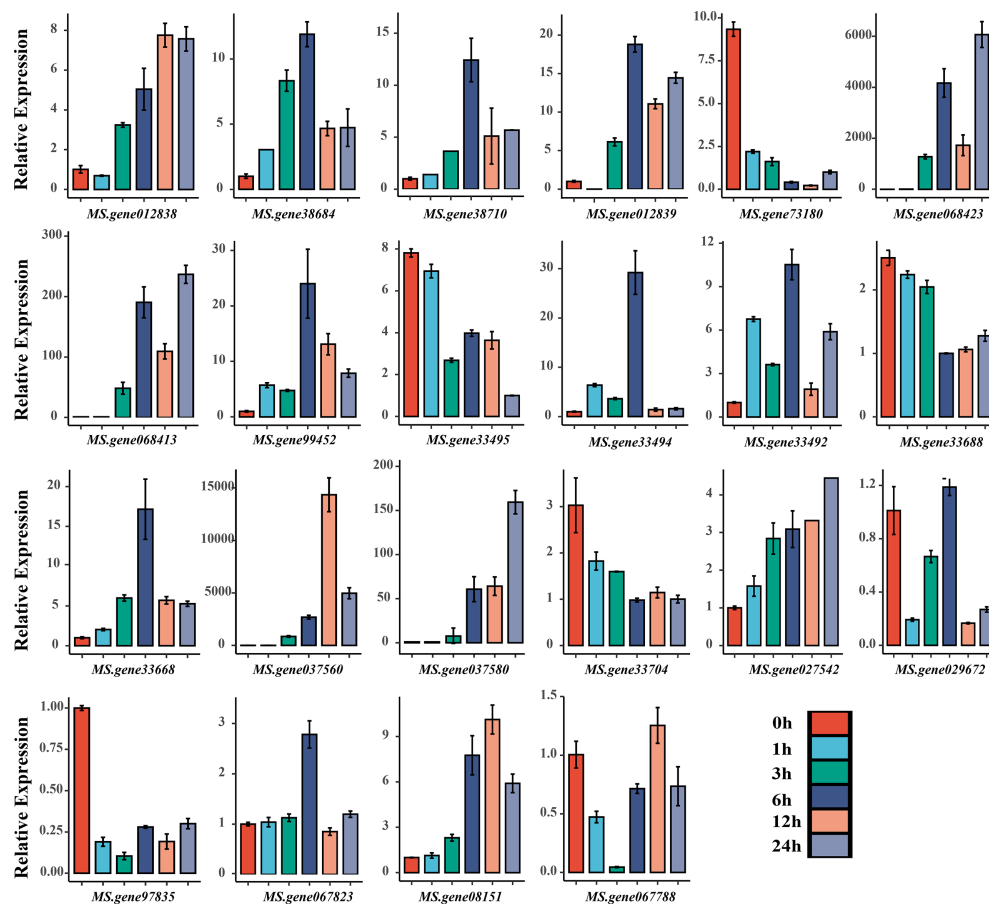 Relative Expression
8
6
4
2
0
MS.gene012838
10
5
0
MS.gene38684
15
10
5
0
MS.gene38710
20
15
10
5
0
MS.gene012839
10.0
7.5
5.0
2.5
0.0
MS.gene73180
6000
4000
2000
0
MS.gene068423
Relative Expression
300
200
100
0
MS.gene068413
30
20
10
0
MS.gene99452
8
6
4
2
0
MS.gene33495
30
20
10
0
MS.gene33494
12
9
6
3
0
MS.gene33492
2
1
0
MS.gene33688
Relative Expression
20
15
10
5
0
MS.gene33668
15000
10000
5000
0
MS.gene037560
200
150
100
50
0
MS.gene037580
3
2
1
0
MS.gene33704
4
3
2
1
0
MS.gene027542
1.2
0.8
0.4
0.0
MS.gene029672
Relative Expression
1.00
0.75
0.50
0.25
0.00
MS.gene97835
3
2
1
0
MS.gene067823
9
6
3
0
MS.gene08151
1.5
1.0
0.5
0.0
MS.gene067788
0h
1h
3h
6h
12h
24h